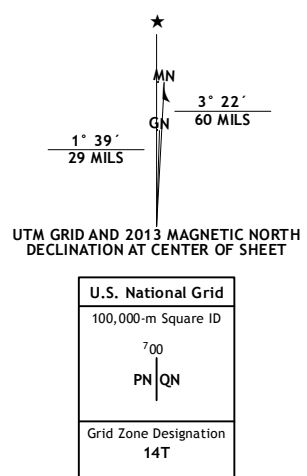 ★
MN
GN
3° 22´
60 MILS
1° 39´
29 MILS
UTM GRID AND 2013 MAGNETIC NORTH
DECLINATION AT CENTER OF SHEET
U.S. National Grid
100,000-m Square ID
⁷00
PN QN
Grid Zone Designation
14T